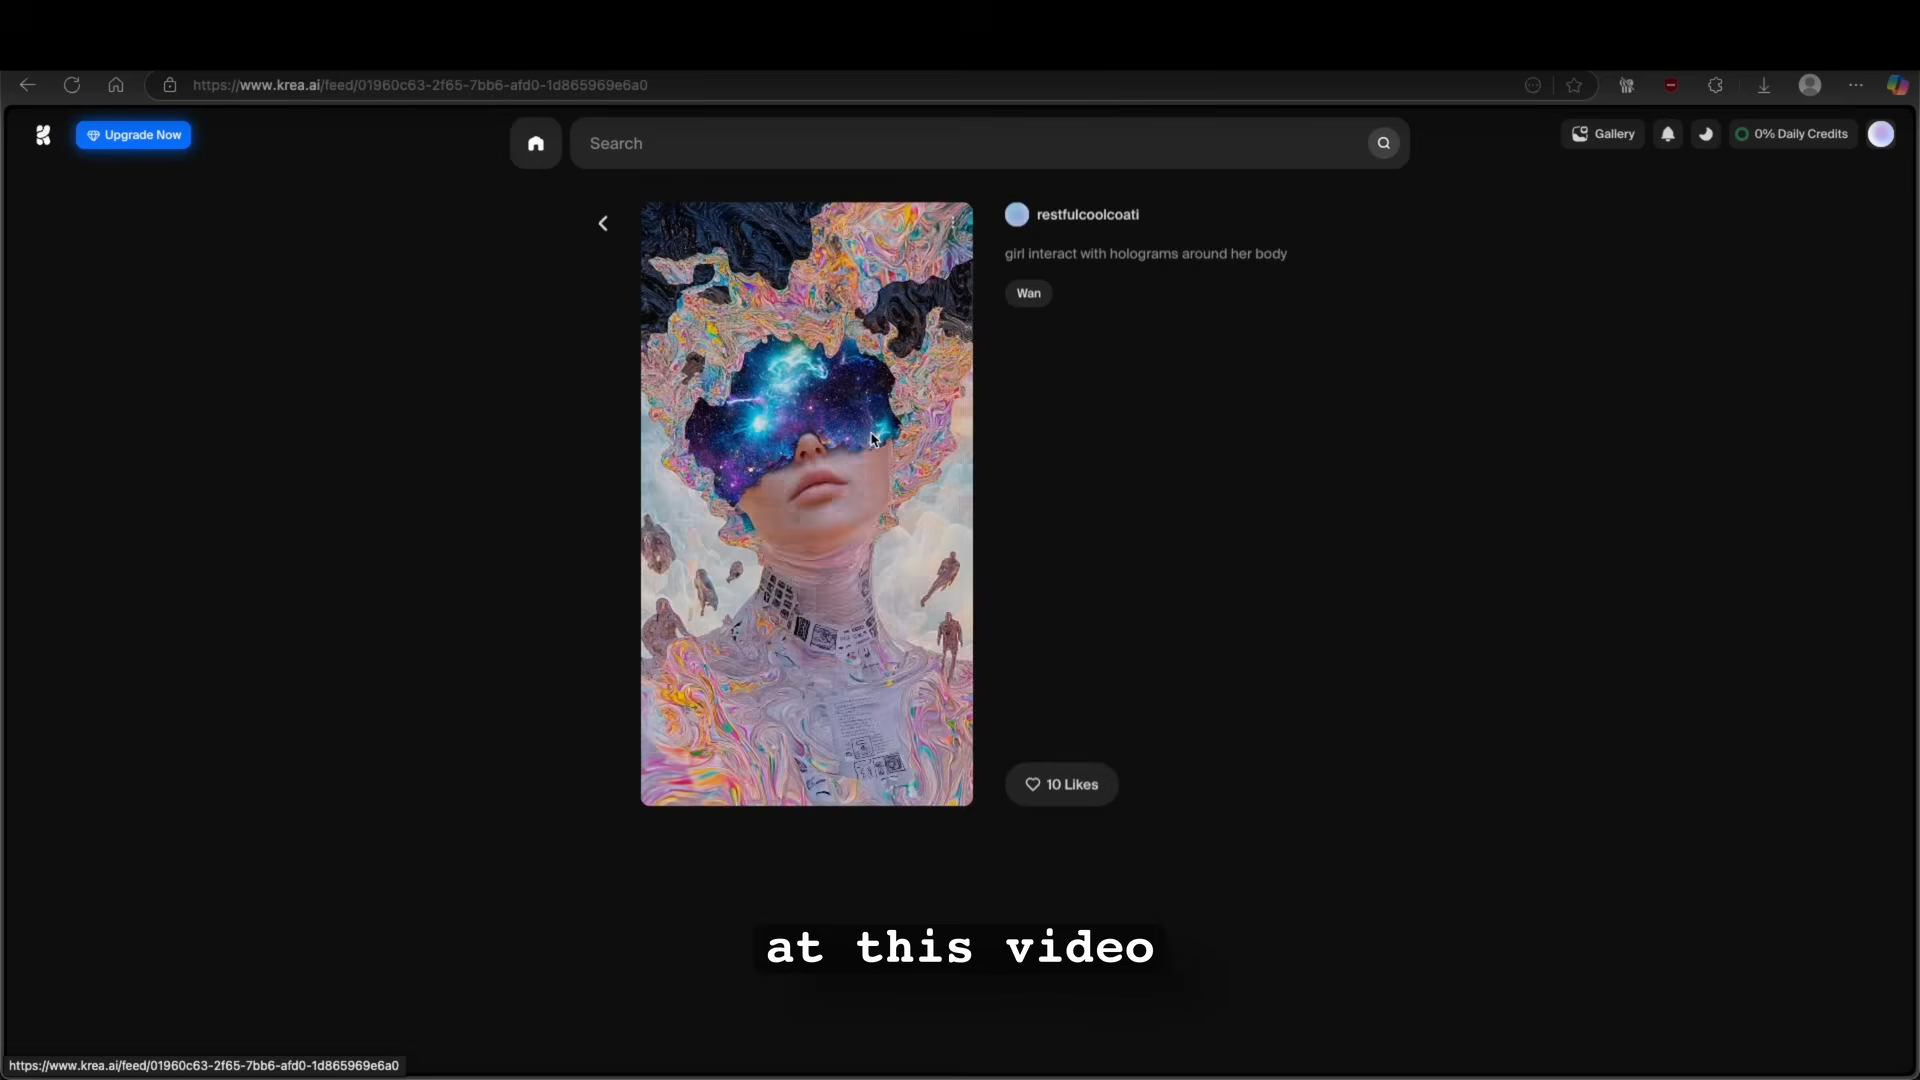 https://www.krea.ai/feed/01960c63-2f65-7bb6-afd0-1d865969e6a0
Upgrade Now
Search
Gallery
0% Daily Credits
restfulcoolcoati
girl interact with holograms around her body
Wan
10 Likes
at this video
https://www.krea.ai/feed/01960c63-2f65-7bb6-afd0-1d865969e6a0